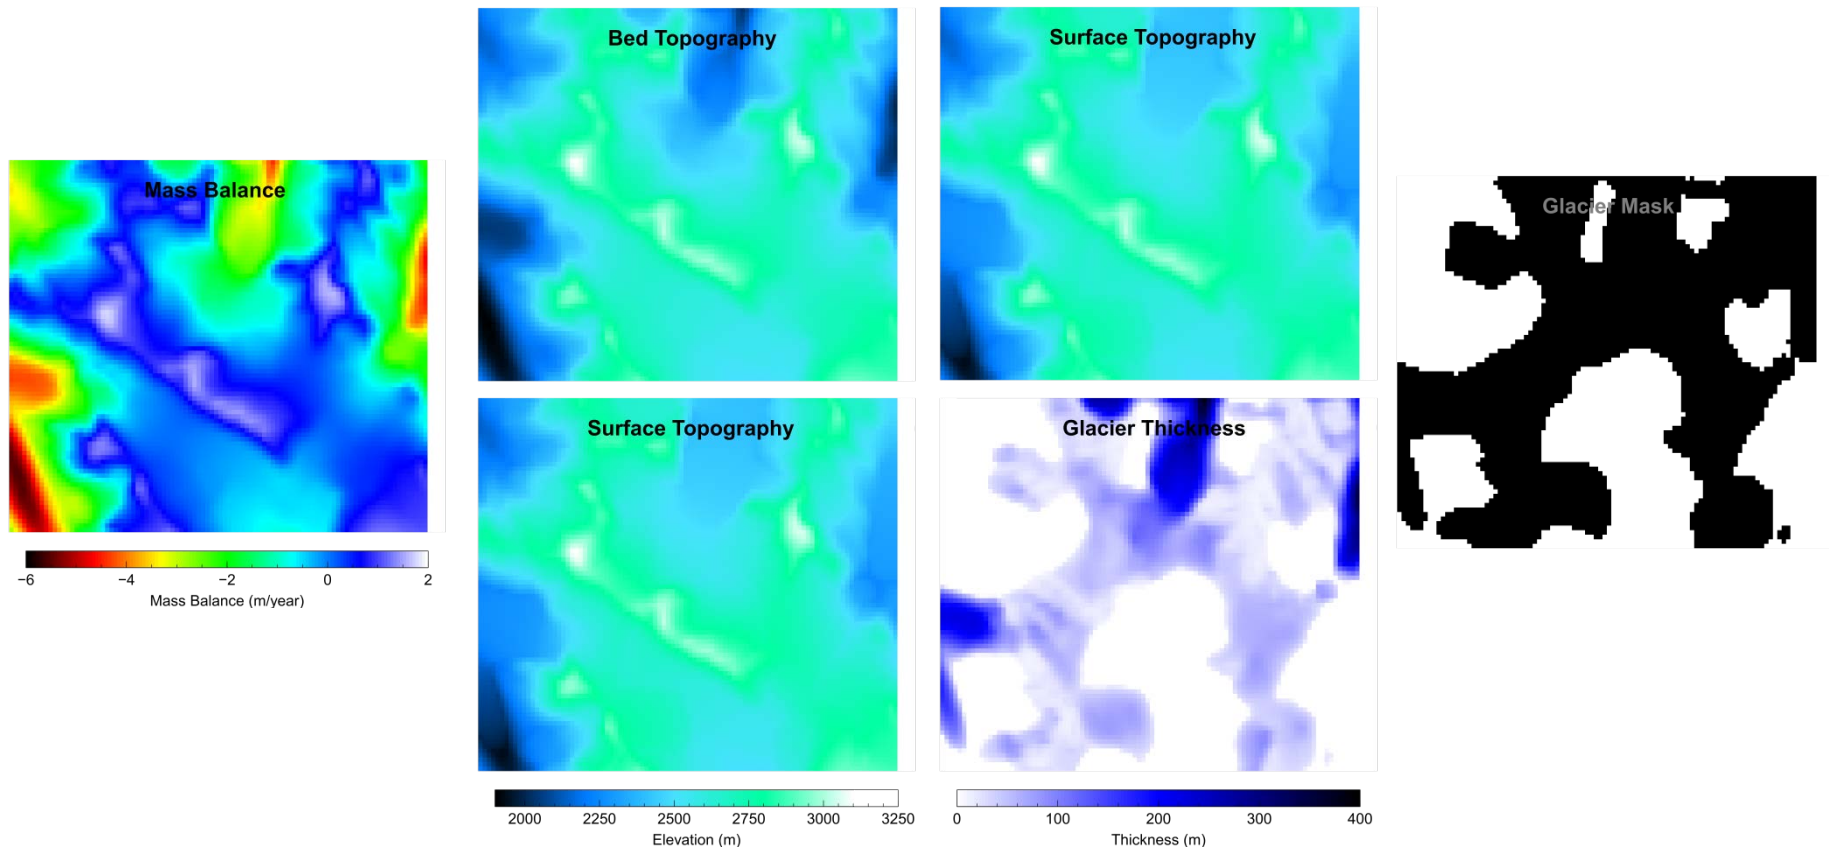 Bed Topography
Surface Topography
Mass Balance
Glacier Mask
Surface Topography
Glacier Thickness
−6 −4 −2 0 2
Mass Balance (m/year)
2000 2250 2500 2750 3000 3250
Elevation (m)
0 100 200 300 400
Thickness (m)